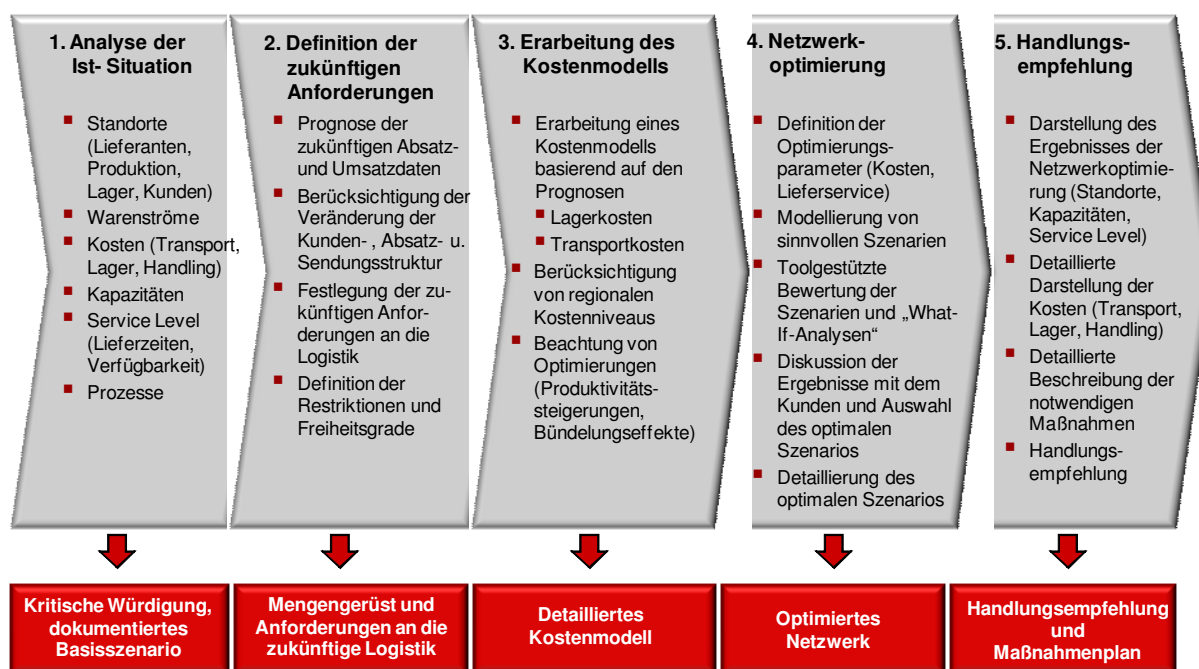 1. Analyse der
Ist- Situation
Standorte
(Lieferanten,
Produktion,
Lager, Kunden)
Warenströme
Kosten (Transport,
Lager, Handling)
Kapazitäten
Service Level
(Lieferzeiten,
Verfügbarkeit)
Prozesse
2. Definition der
zukünftigen
Anforderungen
Prognose der
zukünftigen Absatz-
und Umsatzdaten
Berücksichtigung der
Veränderung der
Kunden- , Absatz- u.
Sendungsstruktur
Festlegung der zu-
künftigen Anfor-
derungen an die
Logistik
Definition der
Restriktionen und
Freiheitsgrade
3. Erarbeitung des
Kostenmodells
Erarbeitung eines
Kostenmodells
basierend auf den
Prognosen
Lagerkosten
Transportkosten
Berücksichtigung
von regionalen
Kostenniveaus
Beachtung von
Optimierungen
(Produktivitäts-
steigerungen,
Bündelungseffekte)
4. Netzwerk-
optimierung
Definition der
Optimierungs-
parameter (Kosten,
Lieferservice)
Modellierung von
sinnvollen Szenarien
Toolgestützte
Bewertung der
Szenarien und „What-
If-Analysen“
Diskussion der
Ergebnisse mit dem
Kunden und Auswahl
des optimalen
Szenarios
Detaillierung des
optimalen Szenarios
5. Handlungs-
empfehlung
Darstellung des
Ergebnisses der
Netzwerkoptimie-
rung (Standorte,
Kapazitäten,
Service Level)
Detaillierte
Darstellung der
Kosten (Transport,
Lager, Handling)
Detaillierte
Beschreibung der
notwendigen
Maßnahmen
Handlungs-
empfehlung
Kritische Würdigung,
dokumentiertes
Basisszenario
Mengengerüst und
Anforderungen an die
zukünftige Logistik
Detailliertes
Kostenmodell
Optimiertes
Netzwerk
Handlungsempfehlung
und
Maßnahmenplan